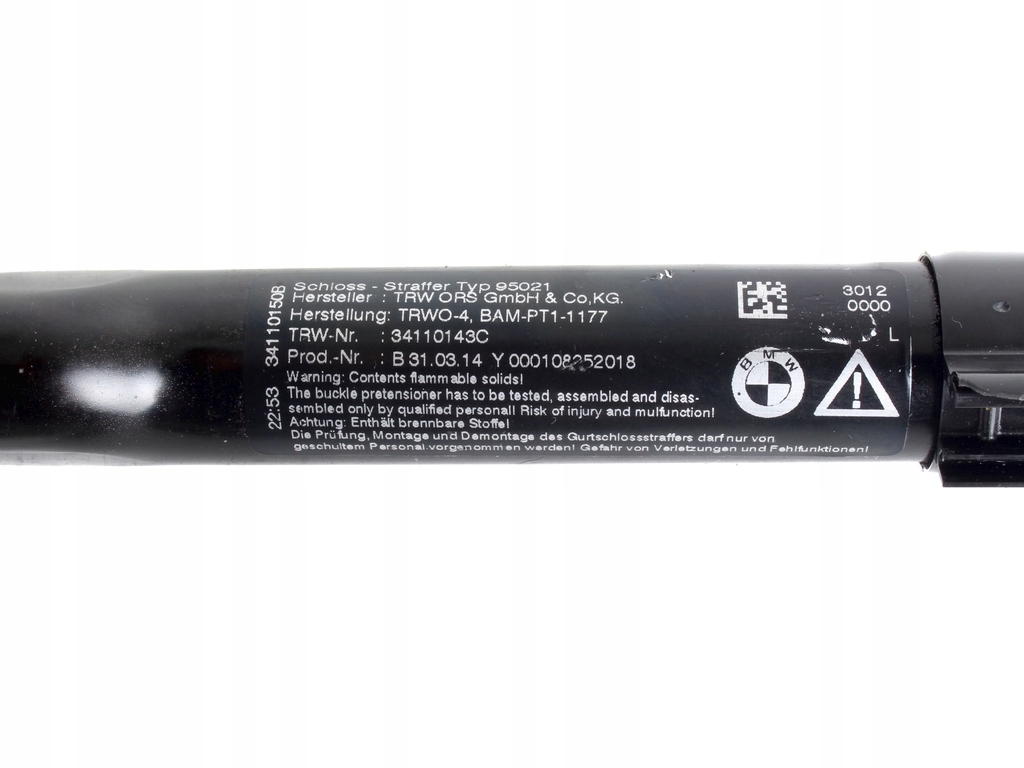 Schloss - Straffer Typ 95021
Hersteller : TRW ORS GmbH & Co,KG.
Herstellung: TRWO-4, BAM-PT1-1177
TRW-Nr. : 34110143C
Prod.-Nr. : B 31.03.14 Y 000108252018
Warning: Contents flammable solids!
The buckle pretensioner has to be tested, assembled and disas-
sembled only by qualified personall Risk of injury and mulfunction!
Achtung: Enthält brennbare Stoffe!
Die Prüfung, Montage und Demontage des Gurtschlossstraffers darf nur von
geschultem Personal vorgenommen werden! Gefahr von Verletzungen und Fehlfunktionen!
22:53 34110150B
3012
0000
L
BMW